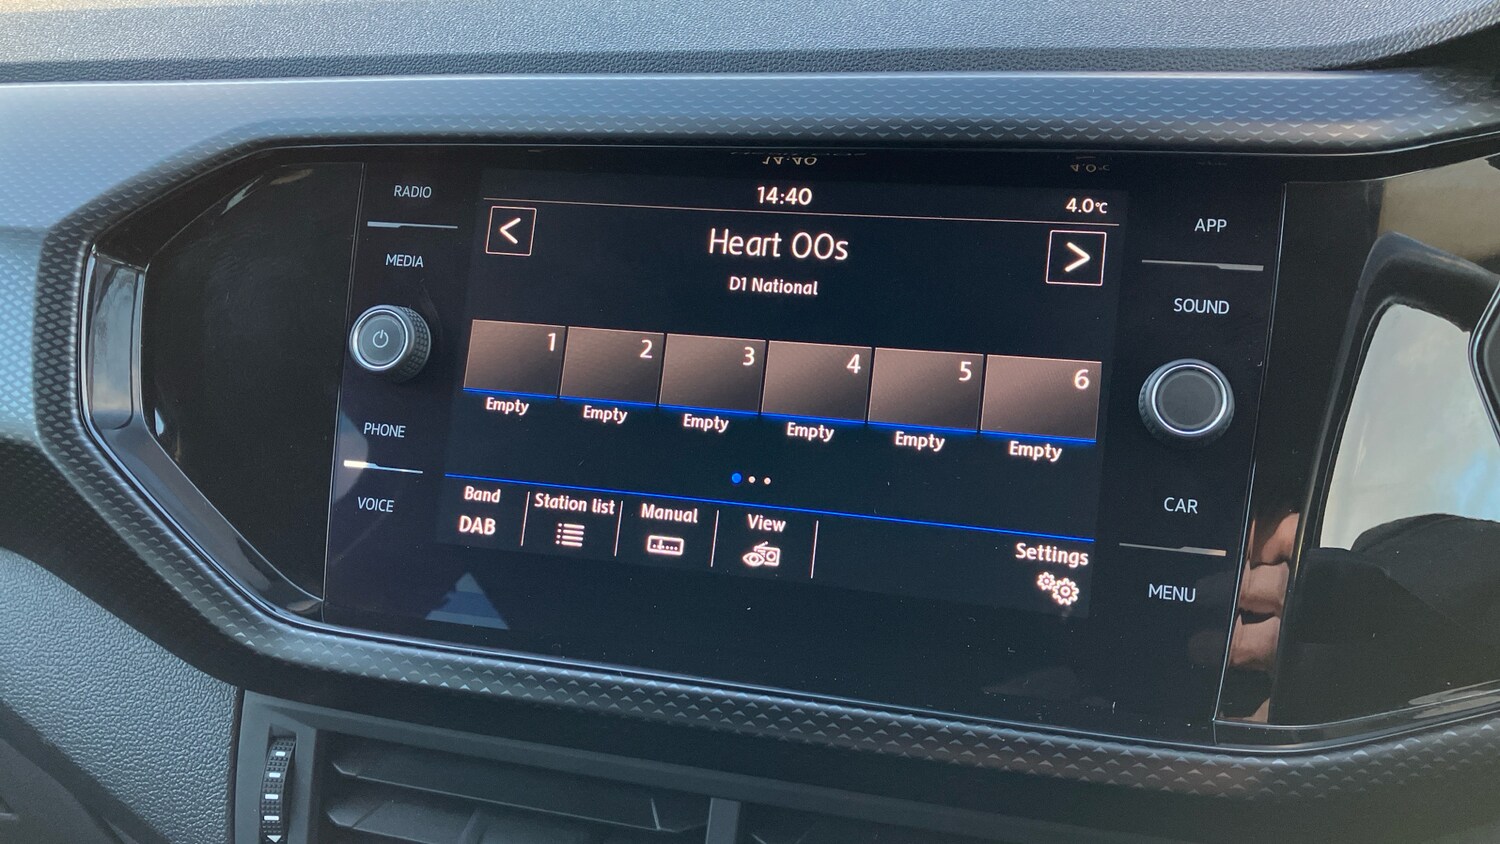 14:40
4.0°C
RADIO
MEDIA
PHONE
VOICE
<
Heart 00s
>
D1 National
1
2
3
4
5
6
Empty
Empty
Empty
Empty
Empty
Empty
Band
DAB
Station list
Manual
View
Settings
APP
SOUND
CAR
MENU